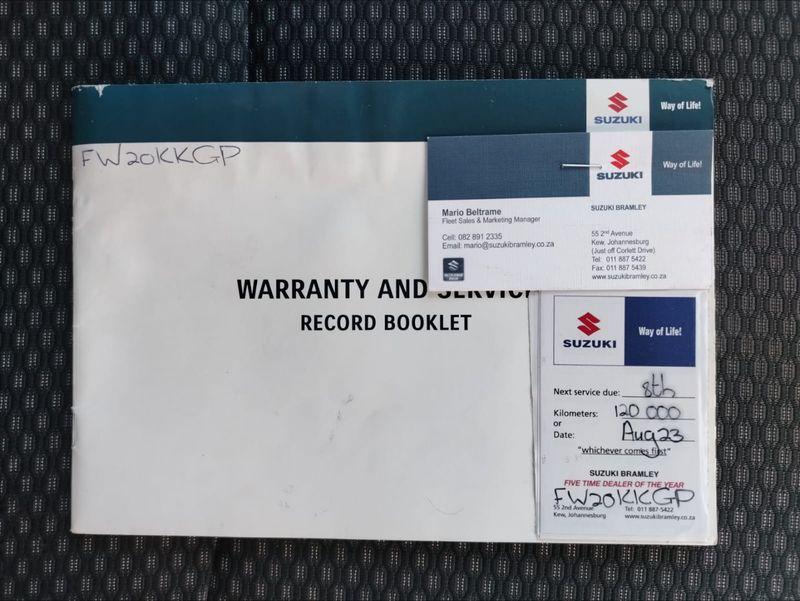 SUZUKI
Way of Life!
FW20KKGP
SUZUKI
Way of Life!
Mario Beltrame
Fleet Sales & Marketing Manager
Cell: 082 891 2335
Email: mario@suzukibramley.co.za
SUZUKI BRAMLEY
55 2nd Avenue
Kew, Johannesburg
(Just off Corlett Drive)
Tel: 011 887 5422
Fax: 011 887 5439
www.suzukibramley.co.za
WARRANTY AND SERVICE
RECORD BOOKLET
SUZUKI
Way of Life!
Next service due: 8th
Kilometers: 120 000
or
Date: Aug 23
"whichever comes first"
SUZUKI BRAMLEY
FIVE TIME DEALER OF THE YEAR
FW20KKGP
55 2nd Avenue
Kew, Johannesburg
Tel: 011 887-5422
www.suzukibramley.co.za